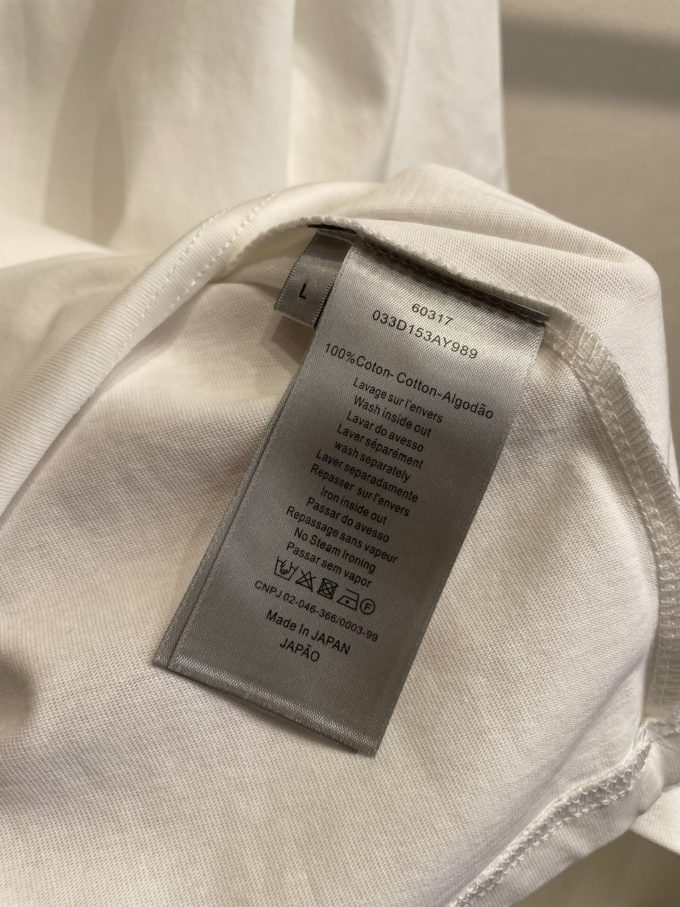 L
60317
033D153AY989
100%Coton-Cotton-Algodão
Lavage sur l'envers
Wash inside out
Lavar do avesso
Laver séparément
wash separately
Laver separadamente
Repasser sur l'envers
Iron inside out
Passar do avesso
Repassage sans vapeur
No Steam Ironing
Passar sem vapor
F
CNPJ 02-046-366/0003-99
Made In JAPAN
JAPÃO